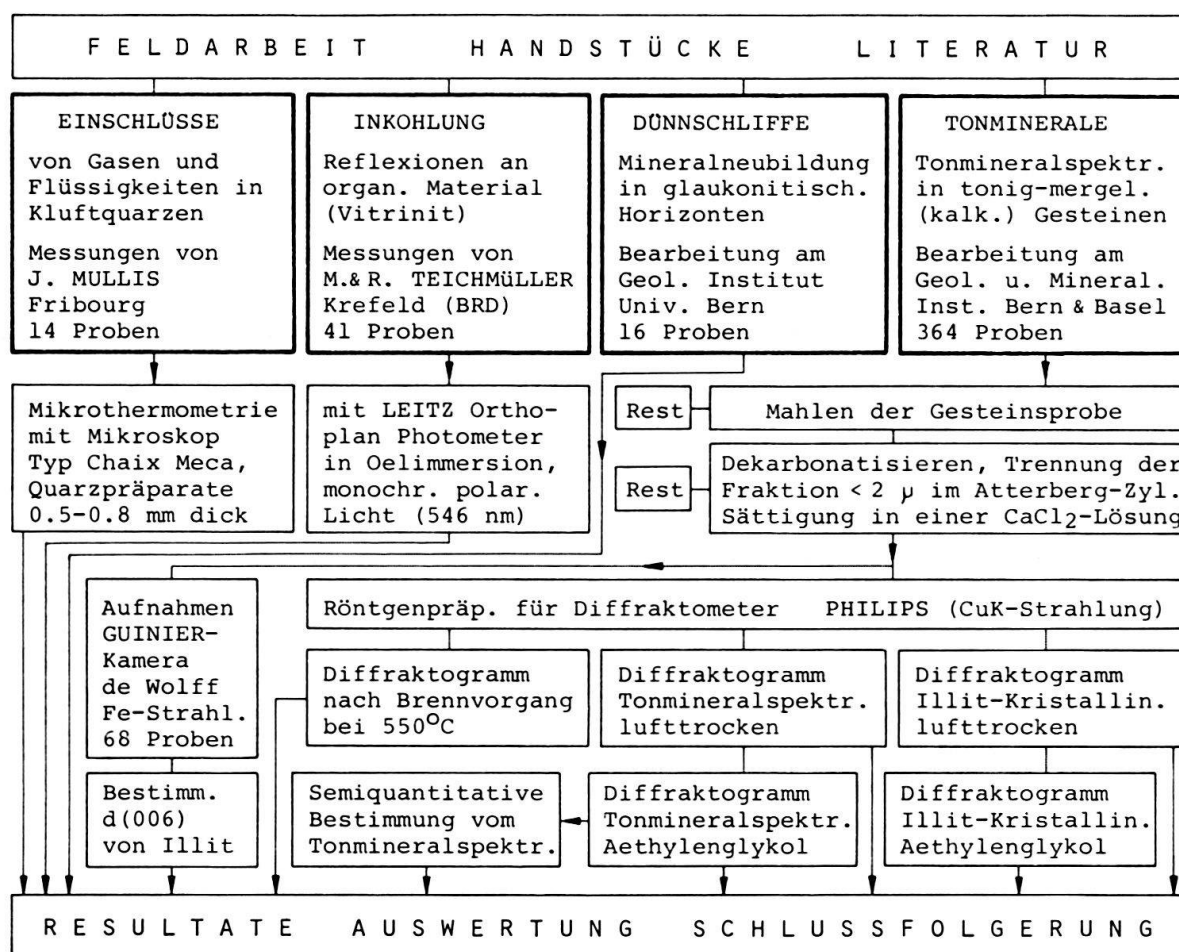 FELDARBEIT HANDSTÜCKE LITERATUR
EINSCHLÜSSE
von Gasen und
Flüssigkeiten in
Kluftquarzen
Messungen von
J. MULLIS
Fribourg
14 Proben
INKOHLUNG
Reflexionen an
organ. Material
(Vitrinit)
Messungen von
M.& R. TEICHMÜLLER
Krefeld (BRD)
41 Proben
DÜNNSCHLIFFE
Mineralneubildung
in glaukonitisch.
Horizonten
Bearbeitung am
Geol. Institut
Univ. Bern
16 Proben
TONMINERALE
Tonmineralspektr.
in tonig-mergel.
(kalk.) Gesteinen
Bearbeitung am
Geol. u. Mineral.
Inst. Bern & Basel
364 Proben
Mikrothermometrie
mit Mikroskop
Typ Chaix Meca,
Quarzpräparate
0.5-0.8 mm dick
mit LEITZ Ortho-
plan Photometer
in Oelimmersion,
monochr. polar.
Licht (546 nm)
Rest
Mahlen der Gesteinsprobe
Rest
Dekarbonatisieren, Trennung der
Fraktion < 2 µ im Atterberg-Zyl.
Sättigung in einer CaCl2-Lösung
Aufnahmen
GUINIER-
Kamera
de Wolff
Fe-Strahl.
68 Proben
Röntgenpräp. für Diffraktometer PHILIPS (CuK-Strahlung)
Diffraktogramm
nach Brennvorgang
bei 550°C
Diffraktogramm
Tonmineralspektr.
lufttrocken
Diffraktogramm
Illit-Kristallin.
lufttrocken
Bestimm.
d(006)
von Illit
Semiquantitative
Bestimmung vom
Tonmineralspektr.
Diffraktogramm
Tonmineralspektr.
Aethylenglykol
Diffraktogramm
Illit-Kristallin.
Aethylenglykol
RESULTATE AUSWERTUNG SCHLUSSFOLGERUNG